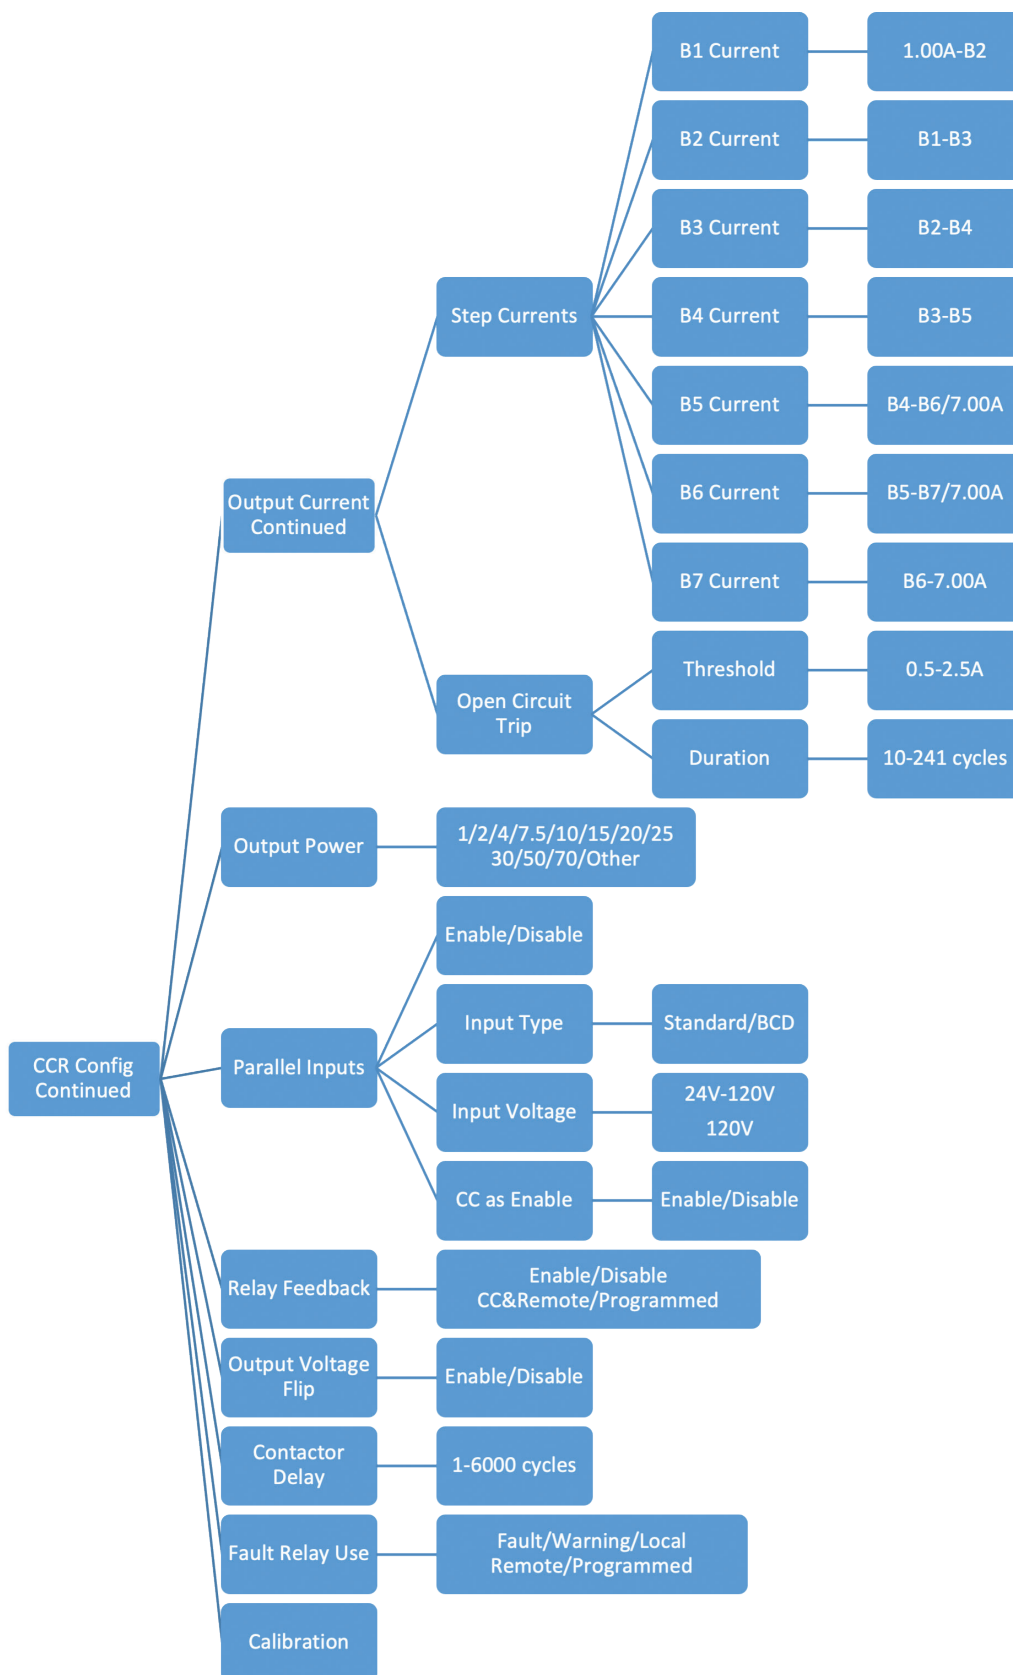 B1 Current
1.00A-B2
B2 Current
B1-B3
B3 Current
B2-B4
Step Currents
B4 Current
B3-B5
B5 Current
B4-B6/7.00A
Output Current
Continued
B6 Current
B5-B7/7.00A
B7 Current
B6-7.00A
Threshold
0.5-2.5A
Open Circuit
Trip
Duration
10-241 cycles
Output Power
1/2/4/7.5/10/15/20/25
30/50/70/Other
Enable/Disable
Input Type
Standard/BCD
CCR Config
Continued
Parallel Inputs
Input Voltage
24V-120V
120V
CC as Enable
Enable/Disable
Relay Feedback
Enable/Disable
CC&Remote/Programmed
Output Voltage
Flip
Enable/Disable
Contactor
Delay
1-6000 cycles
Fault Relay Use
Fault/Warning/Local
Remote/Programmed
Calibration